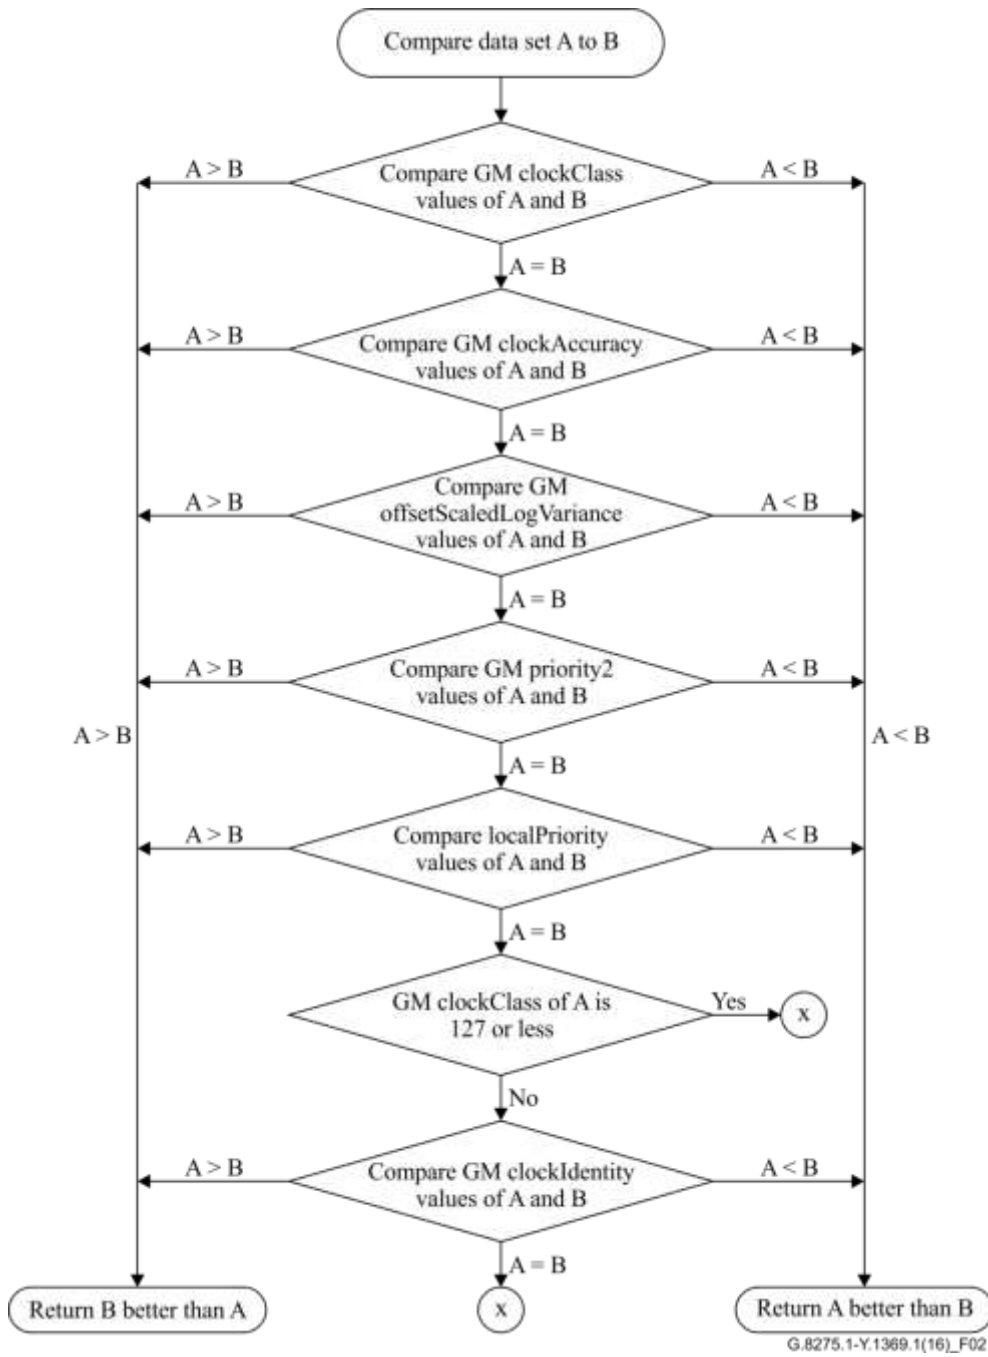 Compare data set A to B
A > B
Compare GM clockClass
values of A and B
A < B
A = B
A > B
Compare GM clockAccuracy
values of A and B
A < B
A = B
A > B
Compare GM
offsetScaledLogVariance
values of A and B
A < B
A = B
A > B
Compare GM priority2
values of A and B
A < B
A > B
A < B
A = B
A > B
Compare localPriority
values of A and B
A < B
A = B
GM clockClass of A is
127 or less
Yes
x
No
A > B
Compare GM clockIdentity
values of A and B
A < B
A = B
Return B better than A
x
Return A better than B
G.8275.1-Y.1369.1(16)_F02